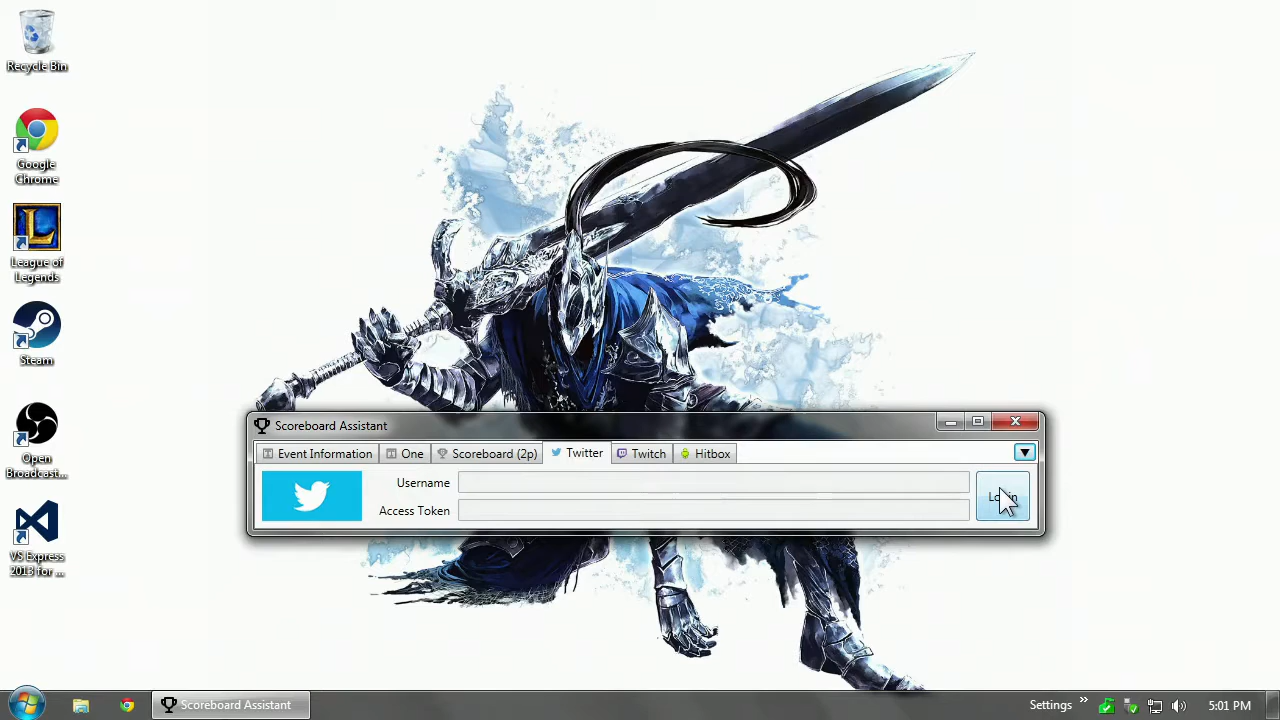 Recycle Bin
Google
Chrome
League of
Legends
Steam
Open
Broadcast...
VS Express
2013 for ...
Scoreboard Assistant
Event Information
One
Scoreboard (2p)
Twitter
Twitch
Hitbox
Username
Access Token
Scoreboard Assistant
Settings
5:01 PM